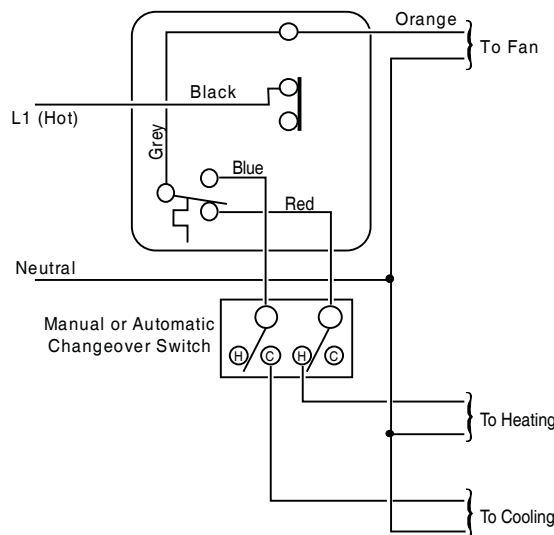 Orange
To Fan
Black
L1 (Hot)
Grey
Blue
Red
Neutral
Manual or Automatic
Changeover Switch
H
C
H
C
To Heating
To Cooling